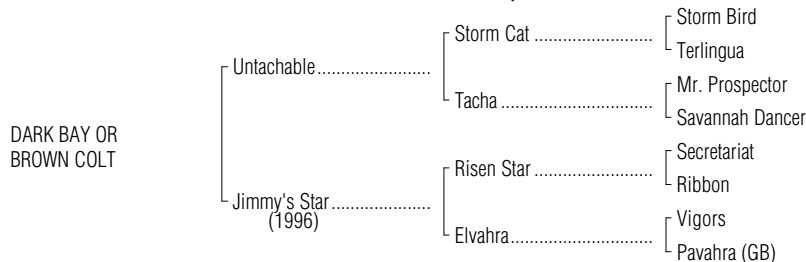 Storm Bird
Storm Cat ............................
Terlingua
Untachable...........................
Mr. Prospector
Tacha ....................................
Savannah Dancer
DARK BAY OR
BROWN COLT
Secretariat
Risen Star ............................
Ribbon
Jimmy's Star ........................
(1996)
Vigors
Elvahra..................................
Pavahra (GB)